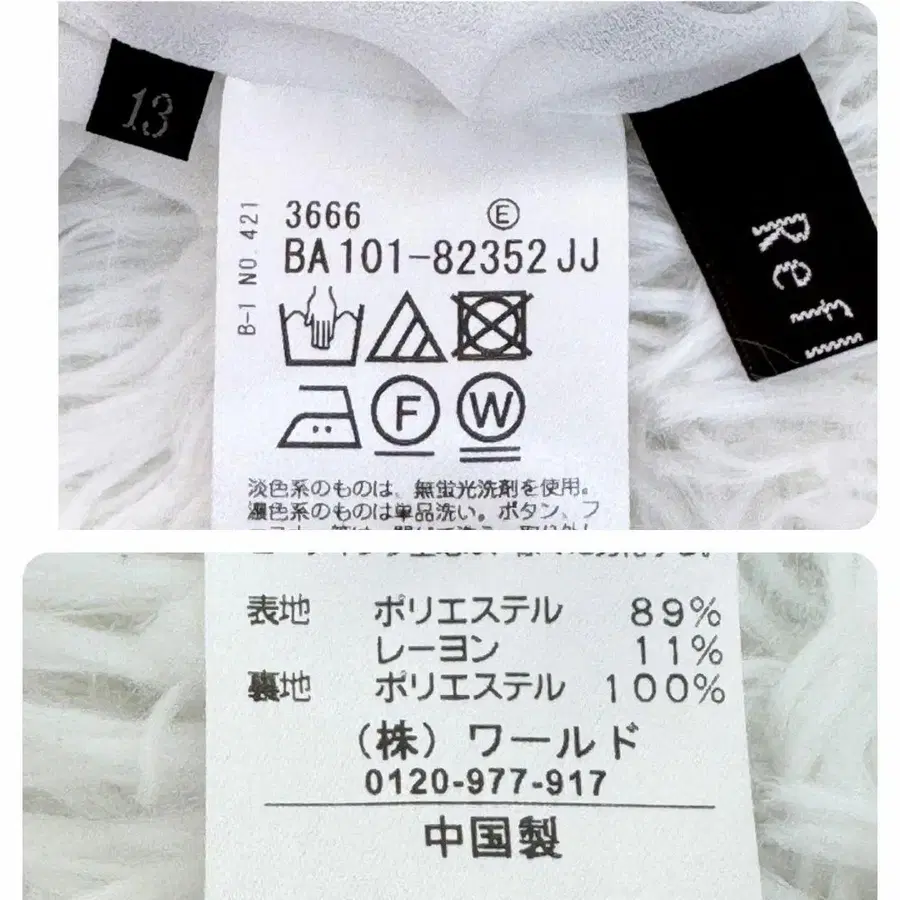 13
B-1 NO. 421
3666 Ⓔ
BA101-82352JJ
F W
淡色系のものは、無蛍光洗剤を使用。
濃色系のものは単品洗い。ボタン、フ
表地 ポリエステル 89%
レーヨン 11%
裏地 ポリエステル 100%
(株)ワールド
0120-977-917
中国製